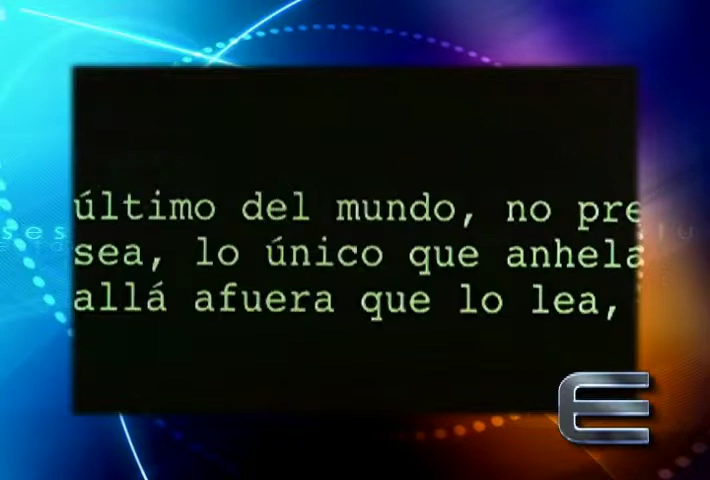 último del mundo, no pre
sea, lo único que anhela
allá afuera que lo lea,
E